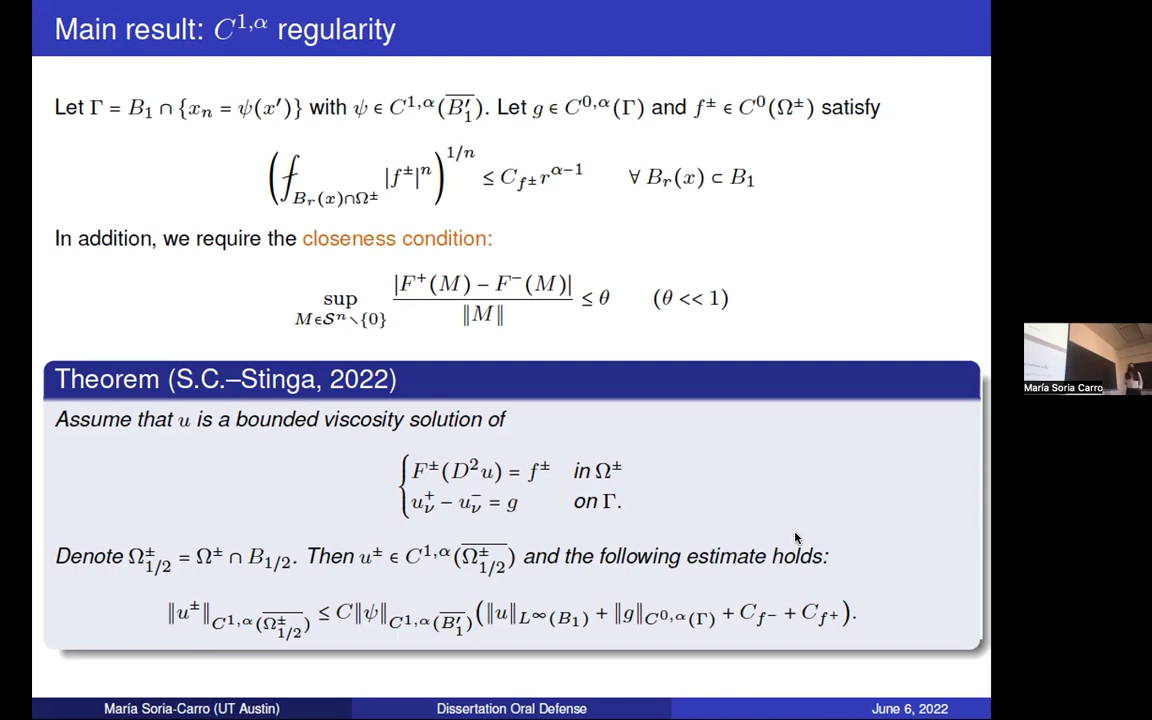 Main result: C^{1,α} regularity
Let Γ = B₁ ∩ {xₙ = ψ(x′)} with ψ ∈ C^{1,α}(\overline{B′₁}). Let g ∈ C^{0,α}(Γ) and f^± ∈ C⁰(Ω^±) satisfy
(⨍_{B_r(x)∩Ω^±} |f^±|^n)^{1/n} ≤ C_{f^±} r^{α−1} ∀ B_r(x) ⊂ B₁
In addition, we require the closeness condition:
sup_{M∈𝒮^n∖{0}} |F⁺(M) − F⁻(M)| / ‖M‖ ≤ θ (θ << 1)
Theorem (S.C.–Stinga, 2022)
Assume that u is a bounded viscosity solution of
{ F^±(D²u) = f^± in Ω^±
u_ν^+ − u_ν^- = g on Γ.
Denote Ω^±_{1/2} = Ω^± ∩ B_{1/2}. Then u^± ∈ C^{1,α}(\overline{Ω^±_{1/2}}) and the following estimate holds:
‖u^±‖_{C^{1,α}(\overline{Ω^±_{1/2}})} ≤ C‖ψ‖_{C^{1,α}(\overline{B′₁})}(‖u‖_{L^∞(B₁)} + ‖g‖_{C^{0,α}(Γ)} + C_{f⁻} + C_{f⁺}).
María Soria-Carro (UT Austin) Dissertation Oral Defense June 6, 2022
María Soria Carro